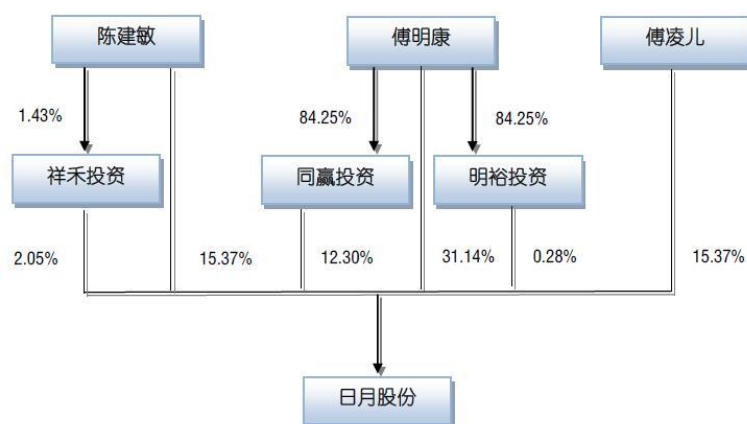 陈建敏
傅明康
傅凌儿
1.43%
84.25%
84.25%
祥禾投资
同赢投资
明裕投资
2.05%
15.37%
12.30%
31.14%
0.28%
15.37%
日月股份